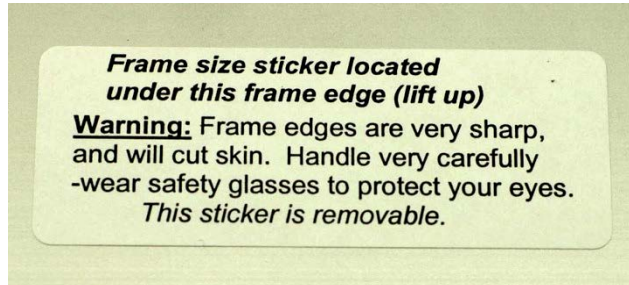 Frame size sticker located
under this frame edge (lift up)
Warning: Frame edges are very sharp,
and will cut skin. Handle very carefully
-wear safety glasses to protect your eyes.
This sticker is removable.